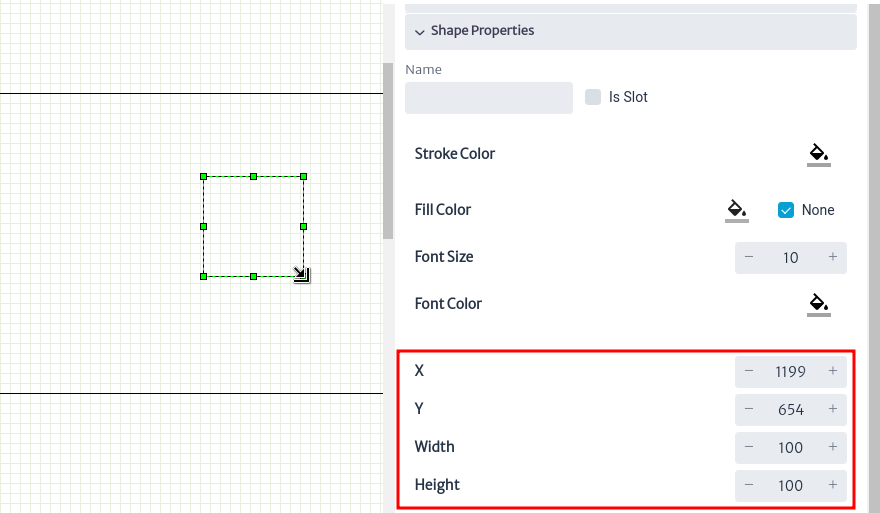 Shape Properties
Name
Is Slot
Stroke Color
Fill Color None
Font Size − 10 +
Font Color
X − 1199 +
Y − 654 +
Width − 100 +
Height − 100 +